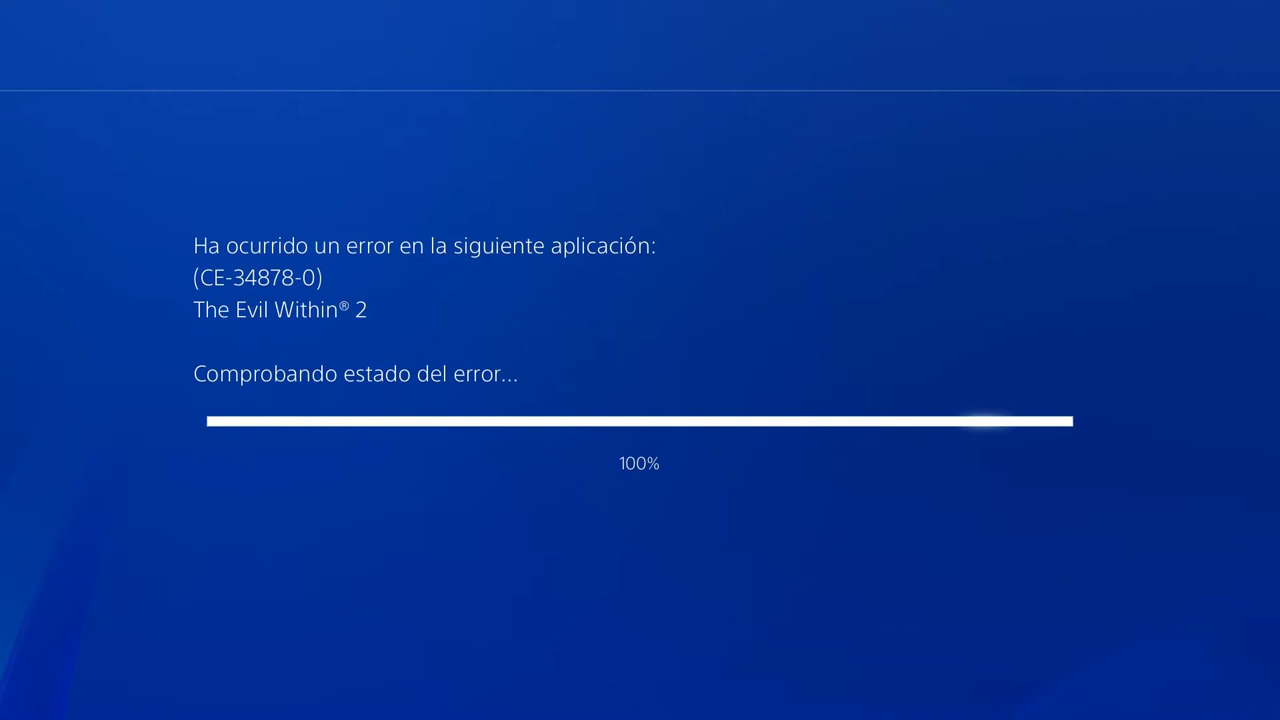 Ha ocurrido un error en la siguiente aplicación:
(CE-34878-0)
The Evil Within® 2
Comprobando estado del error...
100%